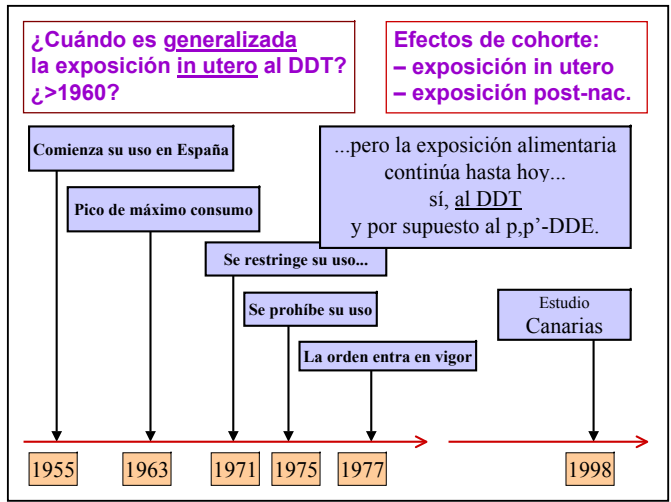 ¿Cuándo es generalizada
la exposición in utero al DDT?
¿>1960?
Efectos de cohorte:
– exposición in utero
– exposición post-nac.
Comienza su uso en España
...pero la exposición alimentaria
continúa hasta hoy...
sí, al DDT
y por supuesto al p,p’-DDE.
Pico de máximo consumo
Se restringe su uso...
Se prohíbe su uso
La orden entra en vigor
Estudio
Canarias
1955
1963
1971
1975
1977
1998